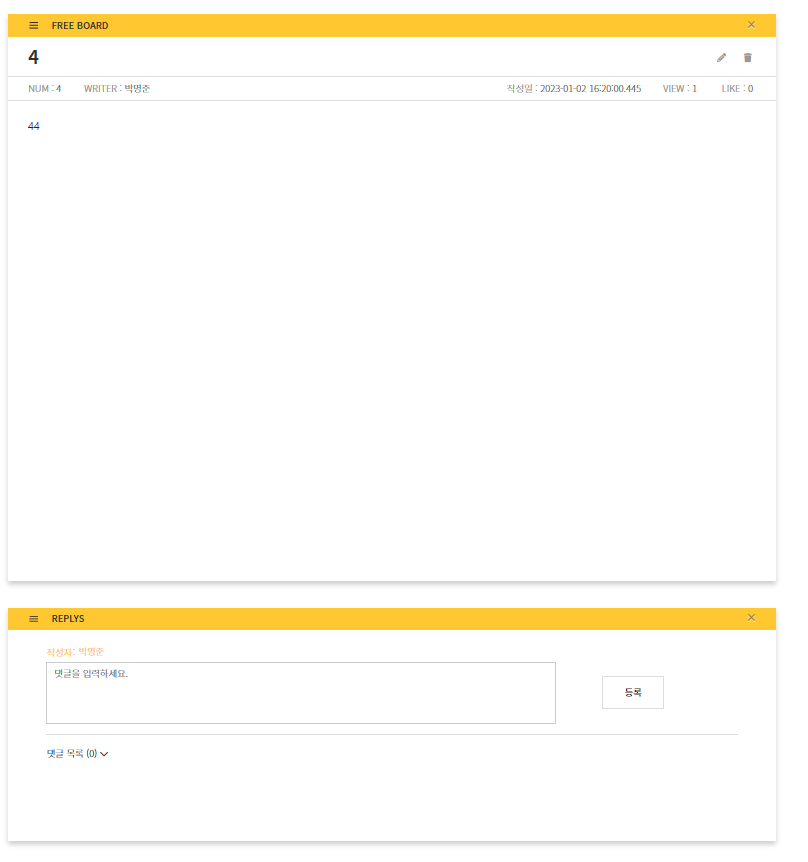 FREE BOARD
4
NUM : 4 WRITER : 박명준 작성일 : 2023-01-02 16:20:00.445 VIEW : 1 LIKE : 0
44
REPLYS
작성자: 박명준
댓글을 입력하세요.
등록
댓글 목록 (0)